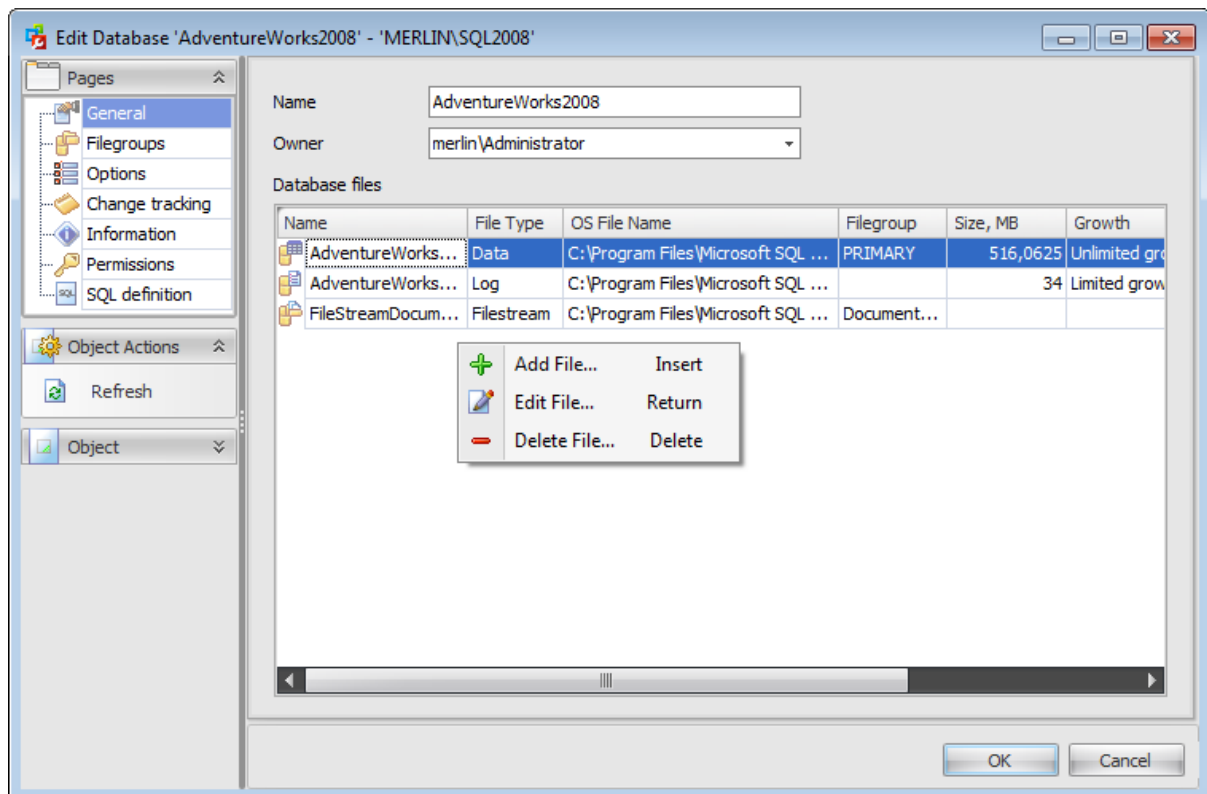 Edit Database 'AdventureWorks2008' - 'MERLIN\SQL2008'
Pages
General
Filegroups
Options
Change tracking
Information
Permissions
SQL definition
Object Actions
Refresh
Object
Name AdventureWorks2008
Owner merlin\Administrator
Database files
Name File Type OS File Name Filegroup Size, MB Growth
AdventureWorks... Data C:\Program Files\Microsoft SQL ... PRIMARY 516,0625 Unlimited gro
AdventureWorks... Log C:\Program Files\Microsoft SQL ... 34 Limited grow
FileStreamDocum... Filestream C:\Program Files\Microsoft SQL ... Document...
Add File... Insert
Edit File... Return
Delete File... Delete
OK Cancel